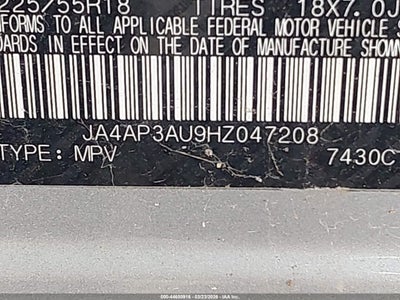 225/55R18 TIRES 18X7.0J
FORMS TO ALL APPLICABLE FEDERAL MOTOR VEHICLE S
DARDS IN EFFECT ON THE DATE OF MANUFACTURE SHOWN
JA4AP3AU9HZ047208
TYPE: MPV 7430C